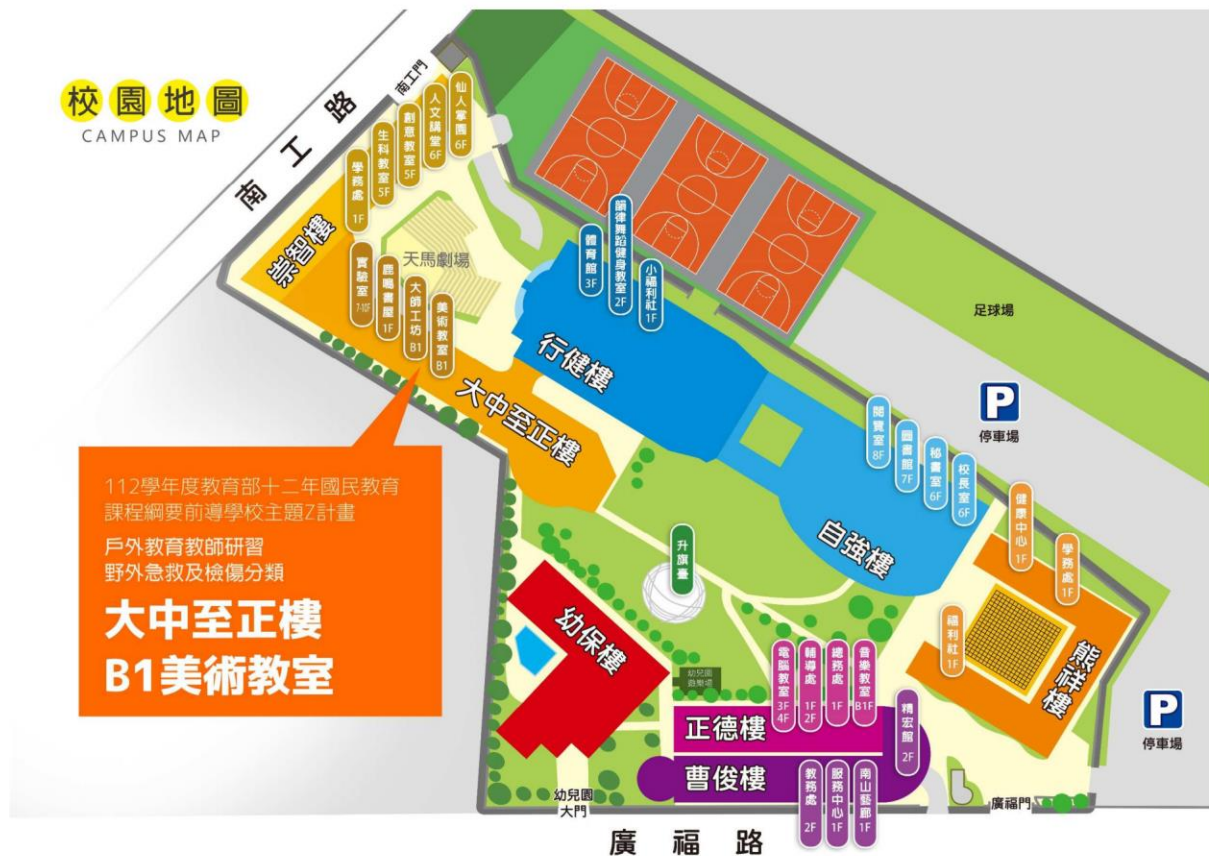 校園地圖
CAMPUS MAP
南工路
南工門
仙人掌園 6F
人文講堂 6F
創意教室 5F
生科教室 5F
學務處 1F
崇智樓
天馬劇場
實驗室 7-10F
鹿鳴書屋 1F
大師工坊 B1
美術教室 B1
大中至正樓
體育館 3F
韻律舞蹈健身教室 2F
小福利社 1F
行健樓
足球場
P
停車場
閱覽室 8F
圖書館 7F
秘書室 6F
校長室 6F
自強樓
健康中心 1F
學務處 1F
福利社 1F
熊祥樓
P
停車場
112學年度教育部十二年國民教育
課程綱要前導學校主題Z計畫
戶外教育教師研習
野外急救及檢傷分類
大中至正樓
B1美術教室
升旗臺
幼保樓
幼兒園
遊樂場
電腦教室 3F 4F
輔導處 1F 2F
總務處 1F
音樂教室 B1F
精宏館 2F
正德樓
曹俊樓
教務處 2F
服務中心 1F
南山藝廊 1F
幼兒園
大門
廣福門
廣福路